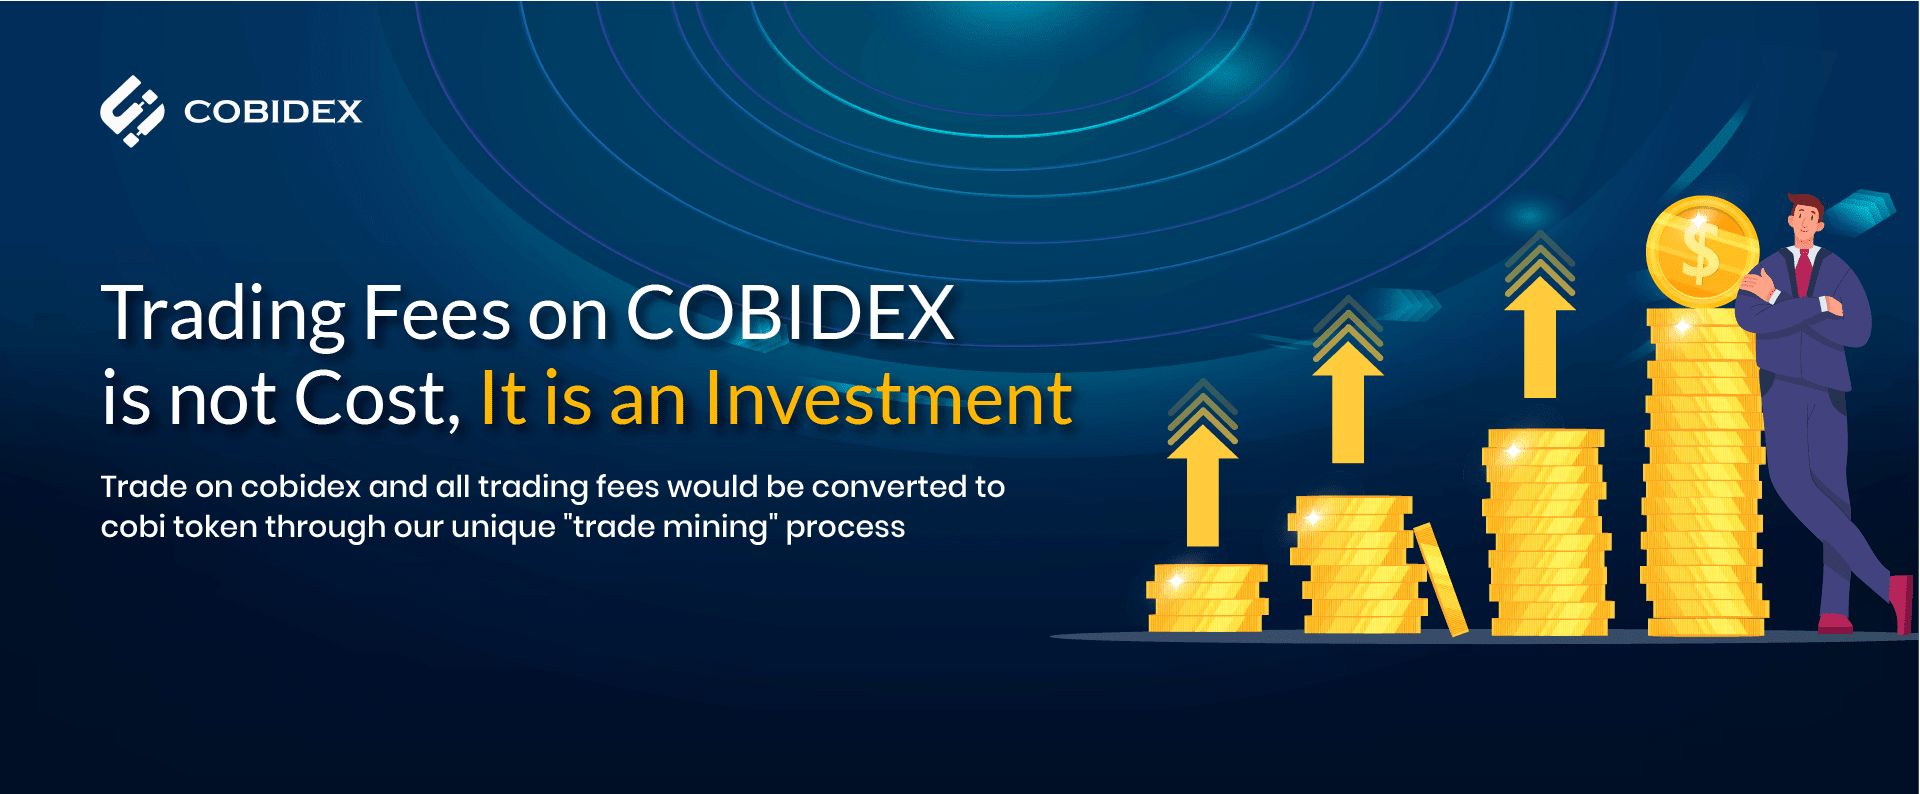 COBIDEX
Trading Fees on COBIDEX
is not Cost, It is an Investment
Trade on cobidex and all trading fees would be converted to
cobi token through our unique "trade mining" process
$